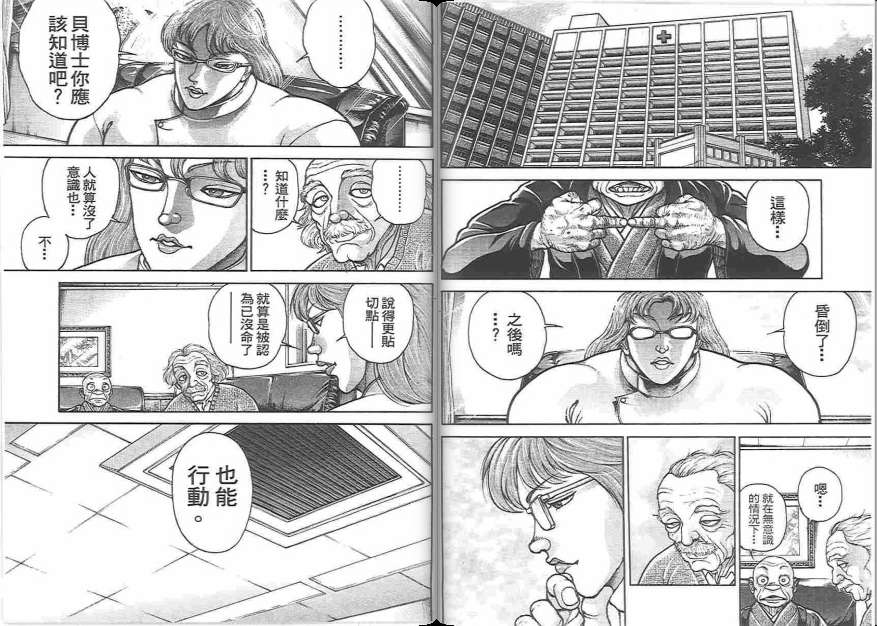 這樣…
昏倒了…
之後嗎
…?
嗯…
就在無意識
的情況下…
…………
貝博士你應
該知道吧?
…………
知道什麼
…?
人就算沒了
意識也…
不…
說得更貼
切點——
就算是被認
為已沒命了
——
也能
行動。